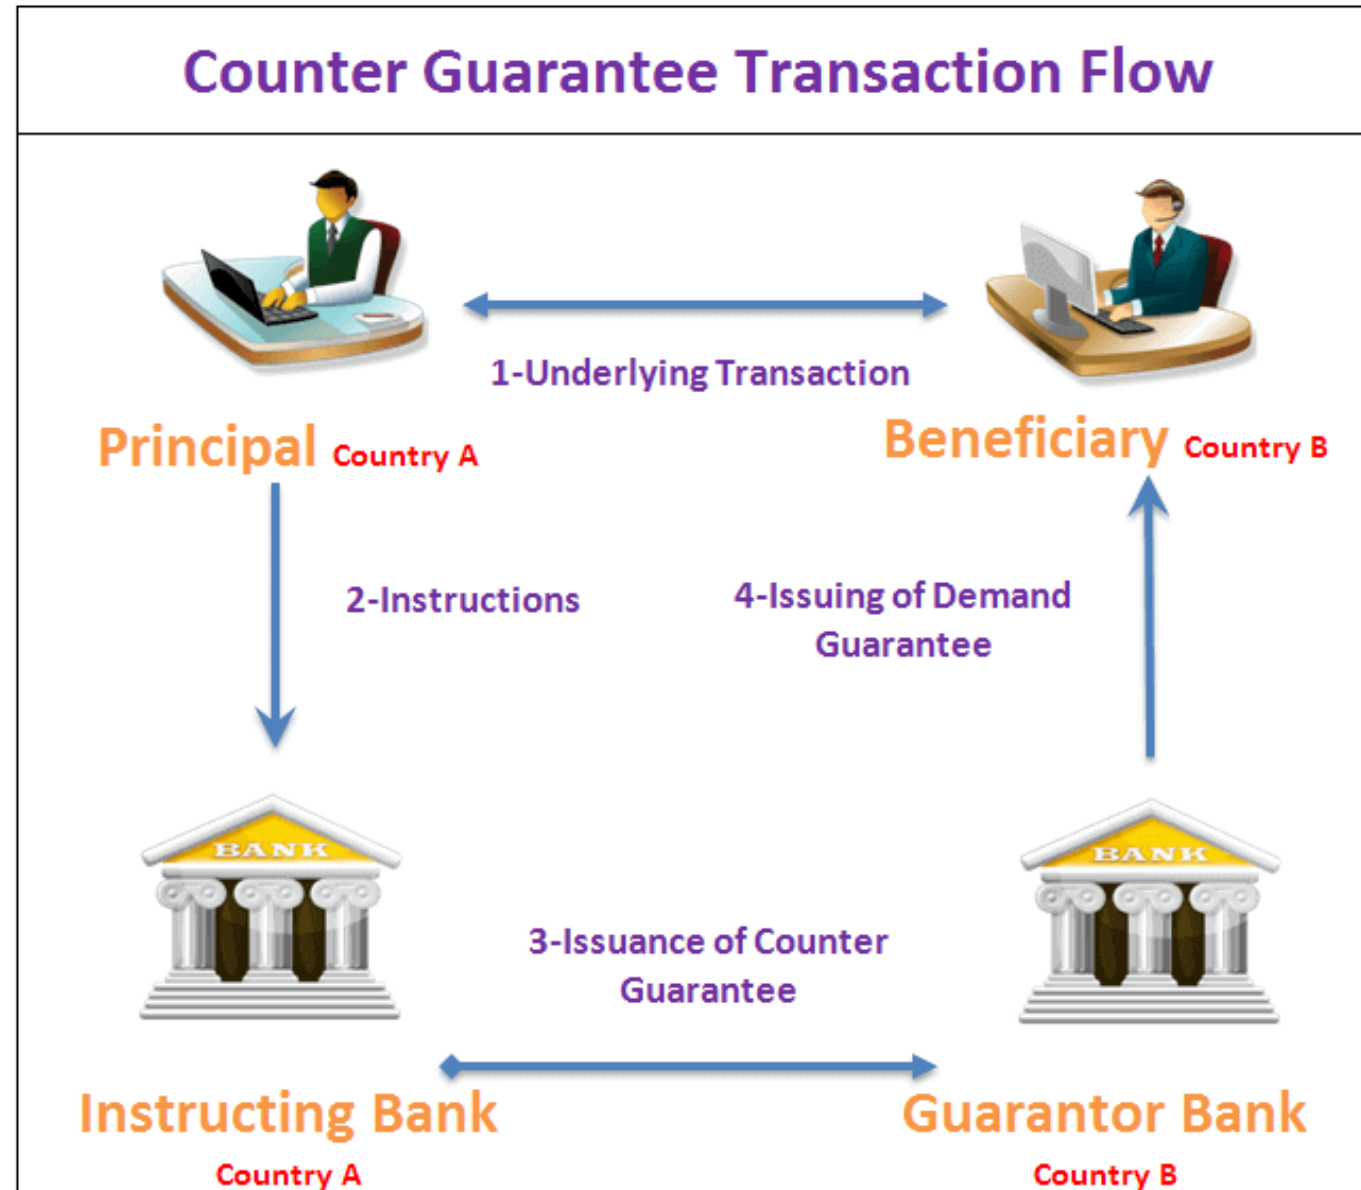 Counter Guarantee Transaction Flow
1-Underlying Transaction
Principal Country A
Beneficiary Country B
2-Instructions
4-Issuing of Demand
Guarantee
BANK
BANK
3-Issuance of Counter
Guarantee
Instructing Bank
Country A
Guarantor Bank
Country B